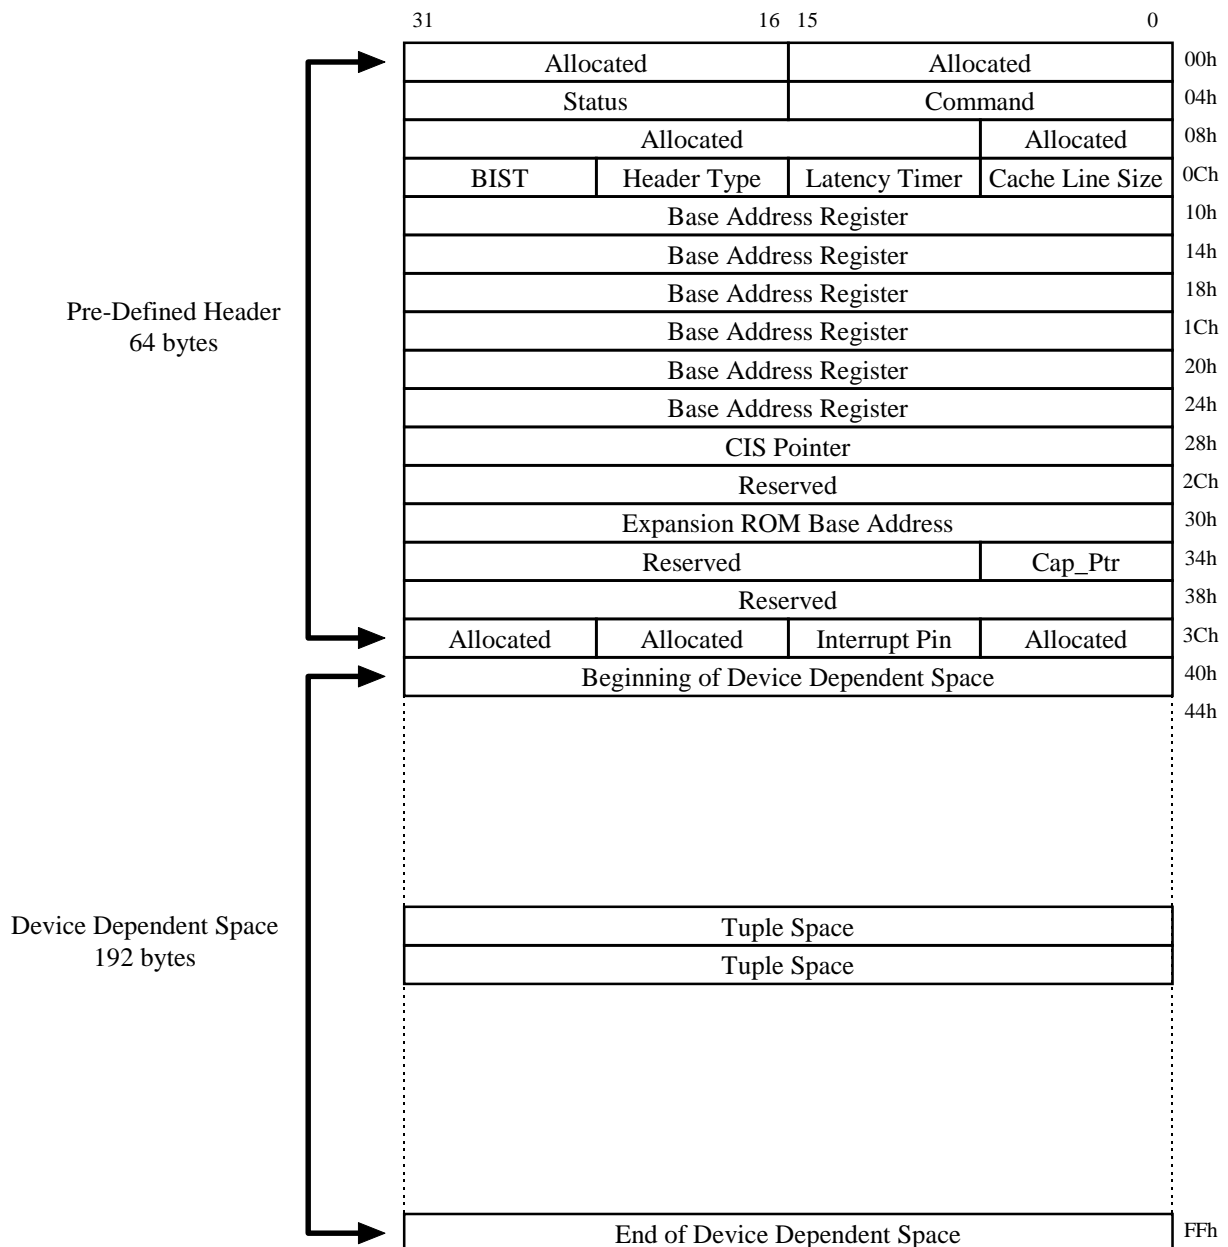 31 16 15 0
Allocated Allocated 00h
Status Command 04h
Allocated Allocated 08h
BIST Header Type Latency Timer Cache Line Size 0Ch
Base Address Register 10h
Base Address Register 14h
Base Address Register 18h
Pre-Defined Header
64 bytes
Base Address Register 1Ch
Base Address Register 20h
Base Address Register 24h
CIS Pointer 28h
Reserved 2Ch
Expansion ROM Base Address 30h
Reserved Cap_Ptr 34h
Reserved 38h
Allocated Allocated Interrupt Pin Allocated 3Ch
Beginning of Device Dependent Space 40h
44h
Device Dependent Space
192 bytes
Tuple Space
Tuple Space
End of Device Dependent Space FFh